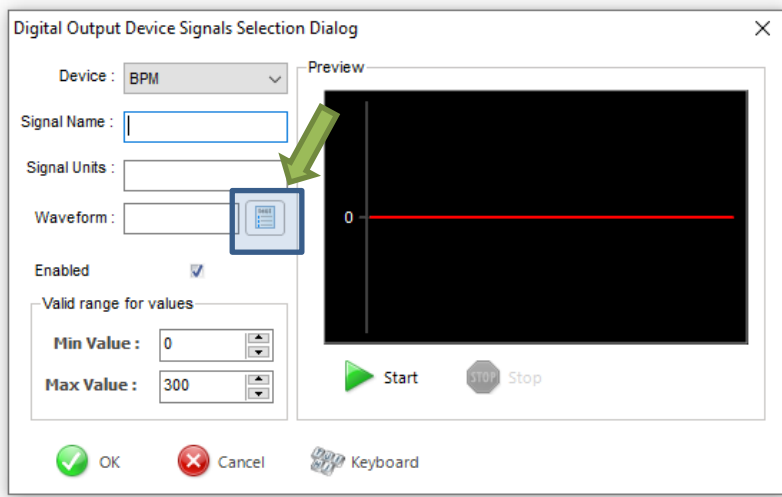 Digital Output Device Signals Selection Dialog
Device : BPM
Signal Name :
Signal Units :
Waveform :
Enabled
Valid range for values
Min Value : 0
Max Value : 300
Preview
0
Start
STOP Stop
OK
Cancel
Keyboard